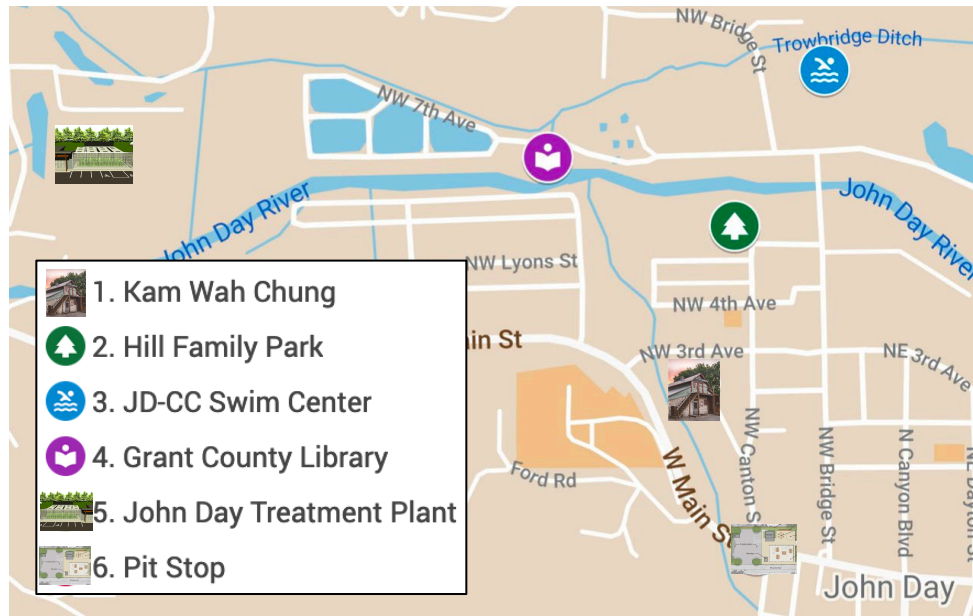 NW Bridge St
Trowbridge Ditch
NW 7th Ave
John Day River
John Day River
NW Lyons St
NW 4th Ave
ain St
NW 3rd Ave
NE 3rd Ave
1. Kam Wah Chung
2. Hill Family Park
3. JD-CC Swim Center
4. Grant County Library
5. John Day Treatment Plant
6. Pit Stop
Ford Rd
W Main St
NW Canton S
NW Bridge St
N Canyon Blvd
NE Dayton St
John Day